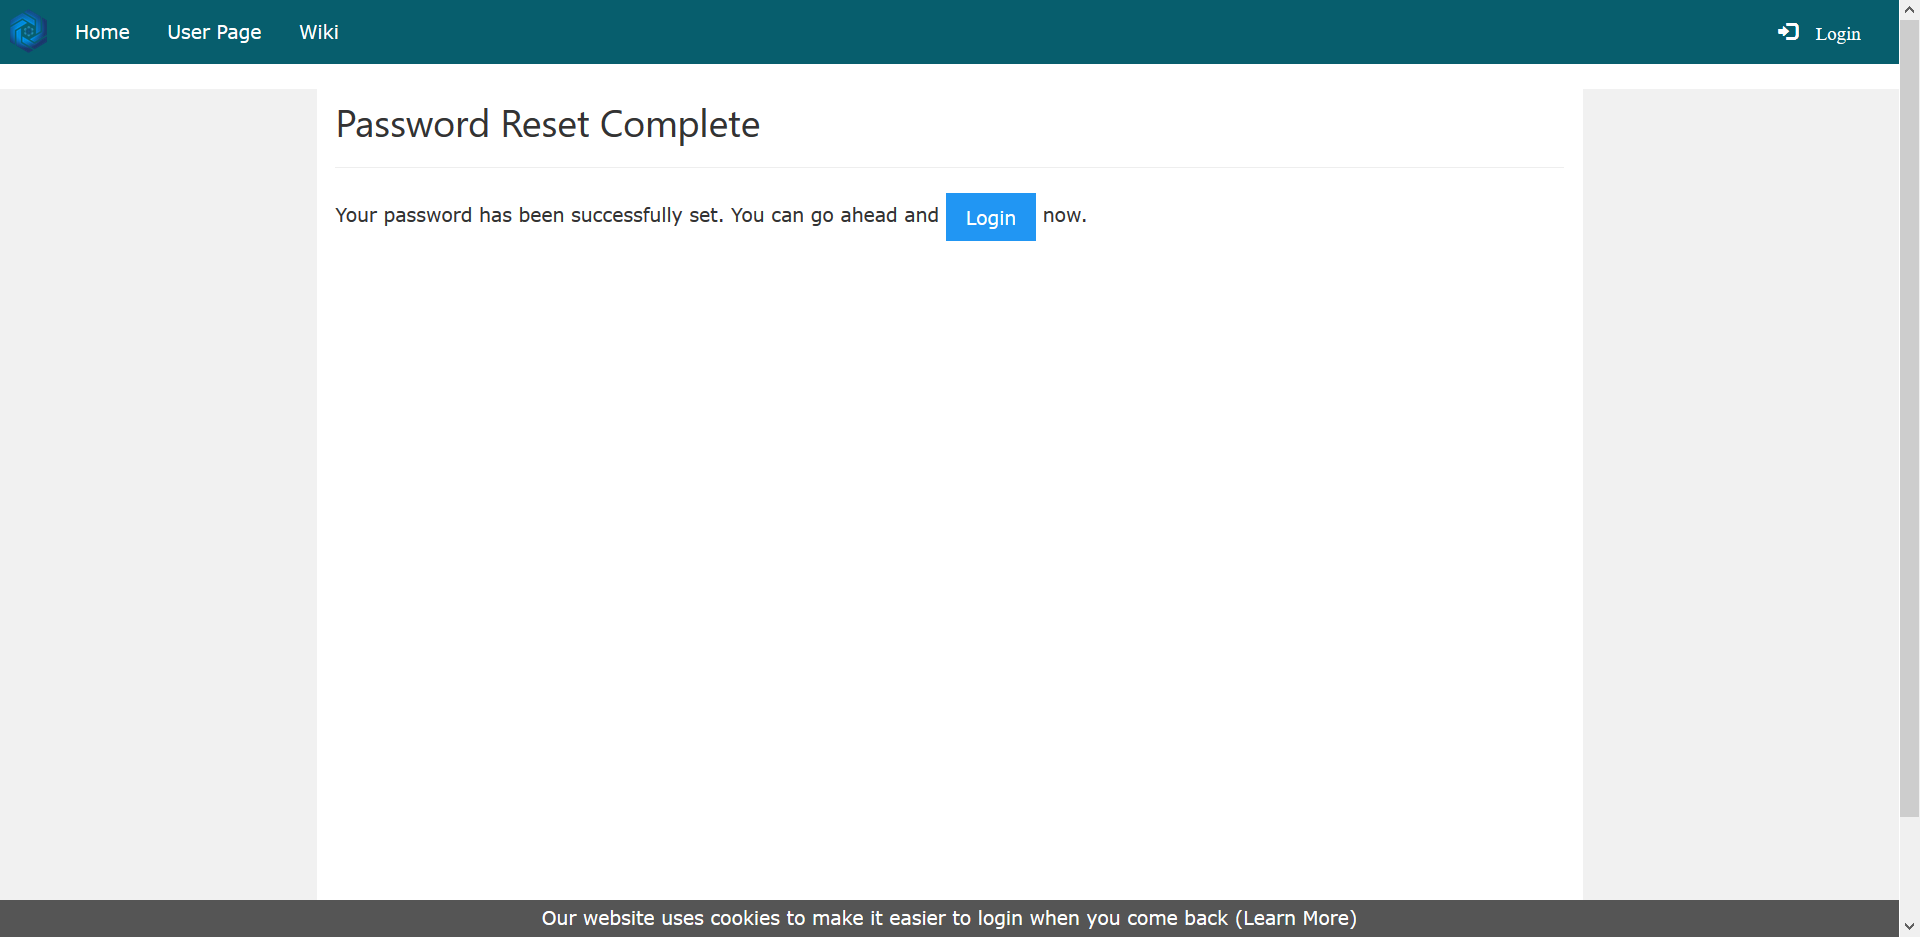 Home User Page Wiki Login
Password Reset Complete
Your password has been successfully set. You can go ahead and Login now.
Our website uses cookies to make it easier to login when you come back (Learn More)